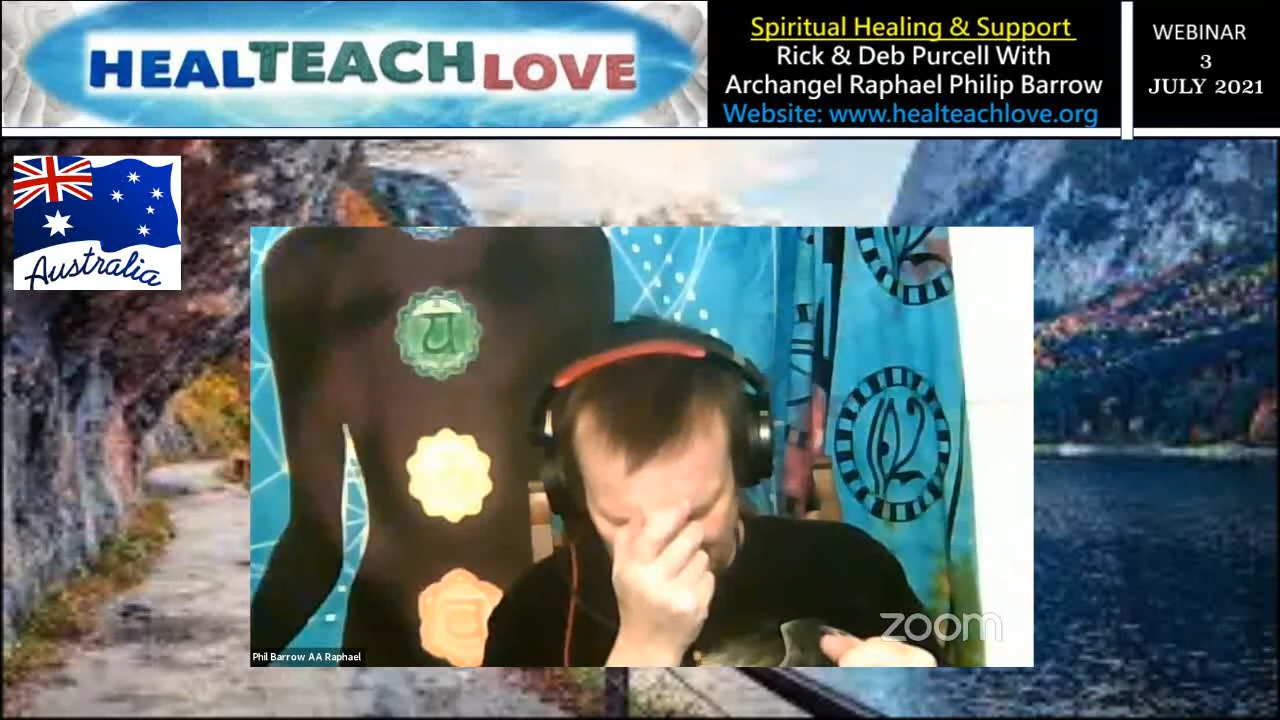 HEALTEACHLOVE
Spiritual Healing & Support
Rick & Deb Purcell With
Archangel Raphael Philip Barrow
Website: www.healteachlove.org
WEBINAR
3
JULY 2021
Australia
य
Phil Barrow AA Raphael
zoom